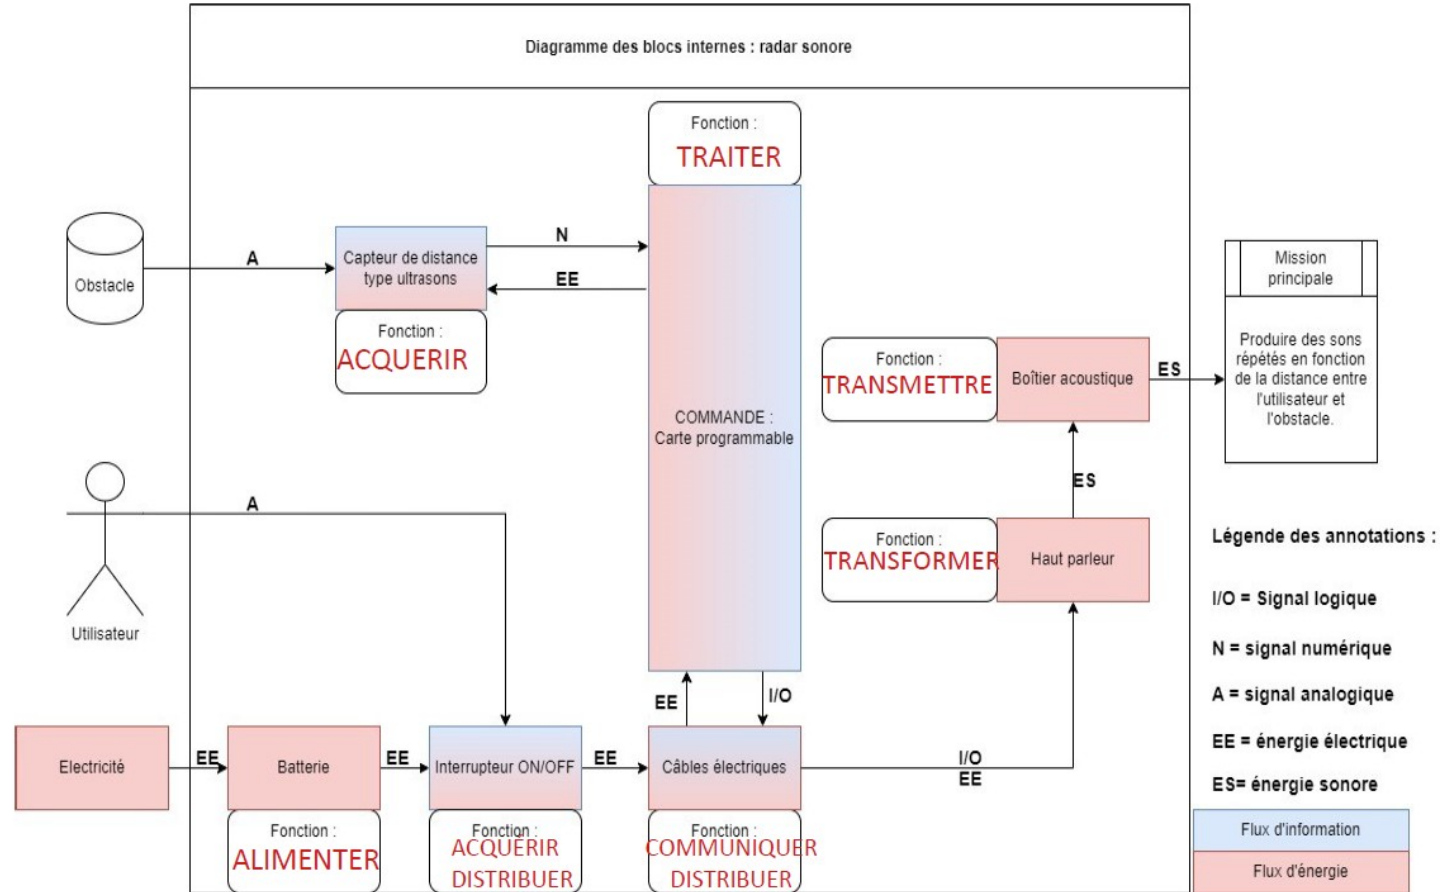 Diagramme des blocs internes : radar sonore
Fonction :
TRAITER
Obstacle
A
Capteur de distance
type ultrasons
N
EE
Fonction :
ACQUERIR
COMMANDE :
Carte programmable
Fonction :
TRANSMETTRE
Boîtier acoustique
ES
Mission
principale
Produire des sons
répétés en fonction
de la distance entre
l'utilisateur et
l'obstacle.
ES
Utilisateur
A
Fonction :
TRANSFORMER
Haut parleur
EE
I/O
Electricité
EE
Batterie
EE
Interrupteur ON/OFF
EE
Câbles électriques
I/O
EE
Fonction :
ALIMENTER
Fonction :
ACQUÉRIR
DISTRIBUER
Fonction :
COMMUNIQUER
DISTRIBUER
Légende des annotations :
I/O = Signal logique
N = signal numérique
A = signal analogique
EE = énergie électrique
ES= énergie sonore
Flux d'information
Flux d'énergie